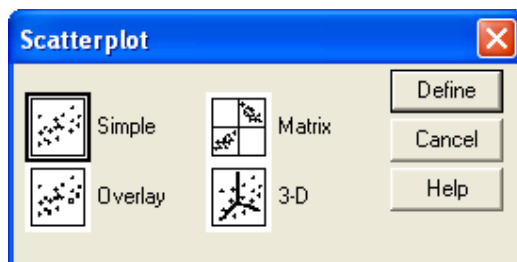 Scatterplot
Simple
Matrix
Define
Cancel
Overlay
3-D
Help